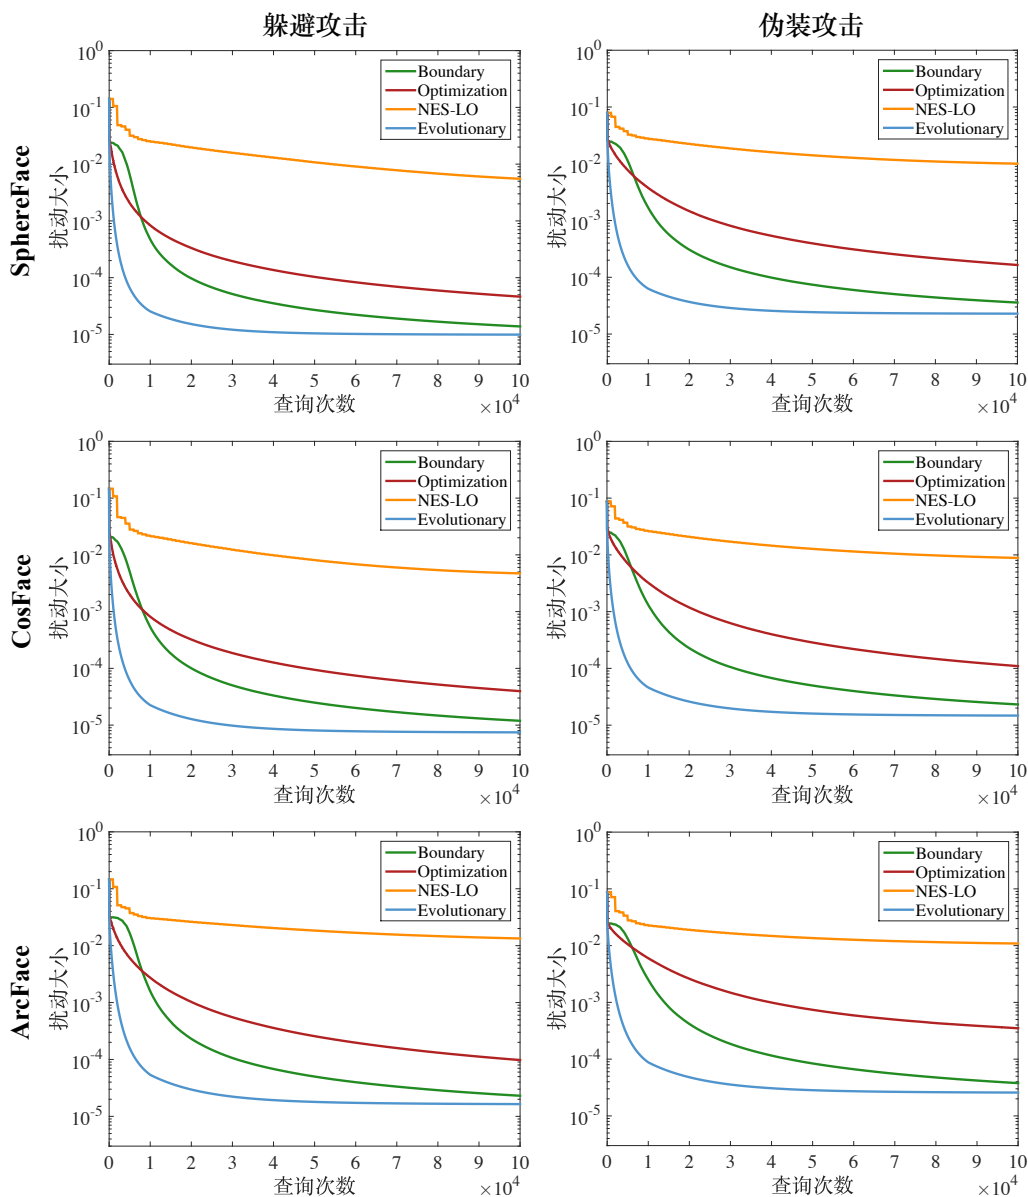 躲避攻击 伪装攻击
SphereFace
扰动大小
10^0
10^-1
10^-2
10^-3
10^-4
10^-5
Boundary
Optimization
NES-LO
Evolutionary
0 1 2 3 4 5 6 7 8 9 10
查询次数
×10^4
扰动大小
10^0
10^-1
10^-2
10^-3
10^-4
10^-5
Boundary
Optimization
NES-LO
Evolutionary
0 1 2 3 4 5 6 7 8 9 10
查询次数
×10^4
CosFace
扰动大小
10^0
10^-1
10^-2
10^-3
10^-4
10^-5
Boundary
Optimization
NES-LO
Evolutionary
0 1 2 3 4 5 6 7 8 9 10
查询次数
×10^4
扰动大小
10^0
10^-1
10^-2
10^-3
10^-4
10^-5
Boundary
Optimization
NES-LO
Evolutionary
0 1 2 3 4 5 6 7 8 9 10
查询次数
×10^4
ArcFace
扰动大小
10^0
10^-1
10^-2
10^-3
10^-4
10^-5
Boundary
Optimization
NES-LO
Evolutionary
0 1 2 3 4 5 6 7 8 9 10
查询次数
×10^4
扰动大小
10^0
10^-1
10^-2
10^-3
10^-4
10^-5
Boundary
Optimization
NES-LO
Evolutionary
0 1 2 3 4 5 6 7 8 9 10
查询次数
×10^4